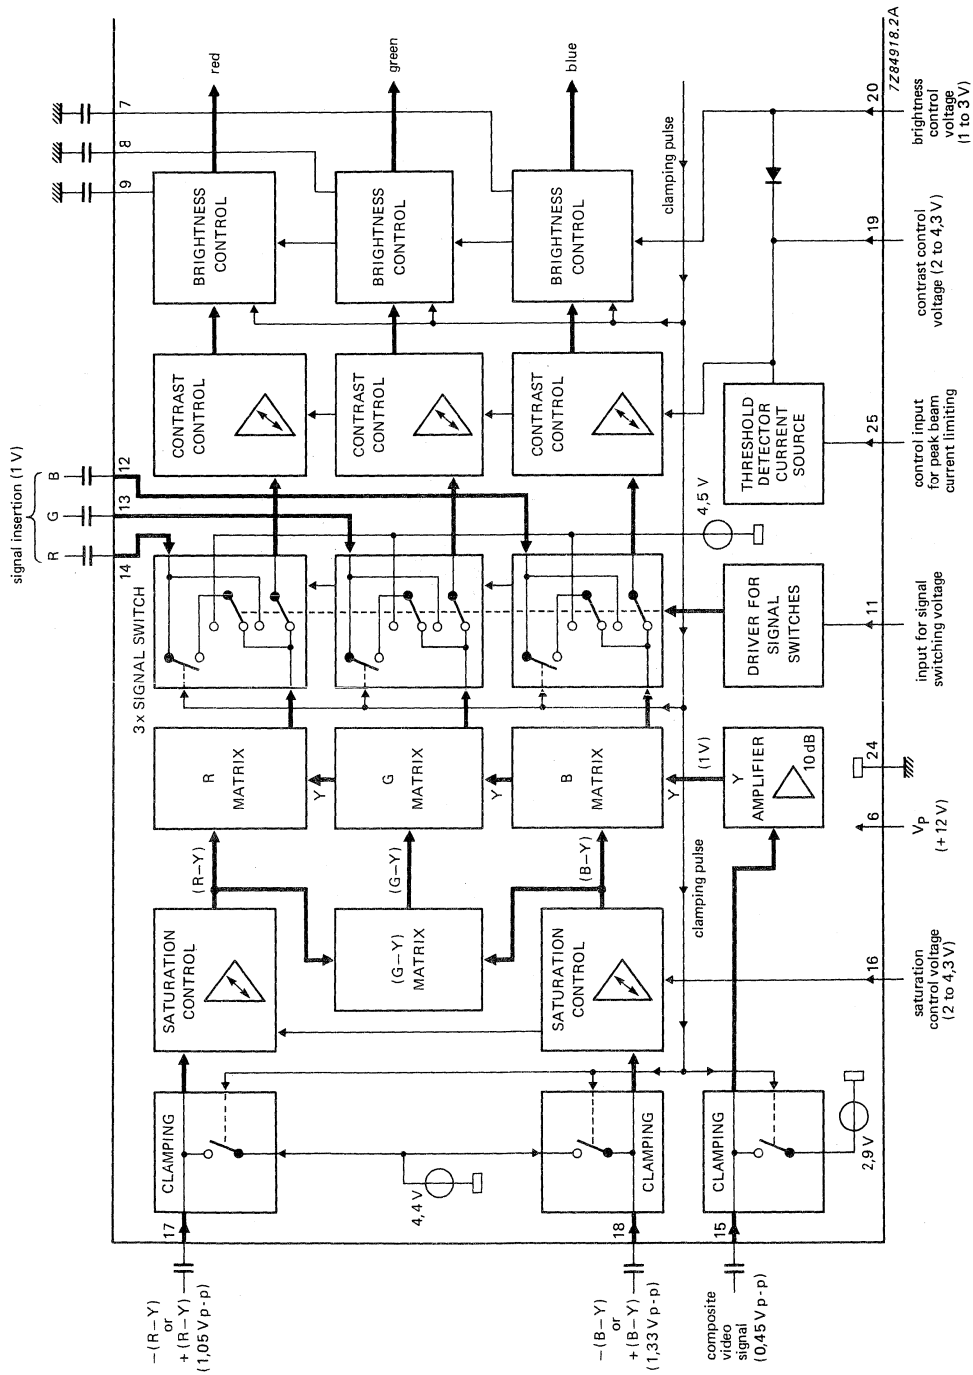 signal insertion (1 V)
R
G
B
14
13
12
9
8
7
red
green
blue
3x SIGNAL SWITCH
−(R−Y)
or
+(R−Y)
(1,05 V p-p)
17
CLAMPING
SATURATION
CONTROL
(R−Y)
R
MATRIX
CONTRAST
CONTROL
BRIGHTNESS
CONTROL
4,4 V
(G−Y)
MATRIX
(G−Y)
Y
G
MATRIX
CONTRAST
CONTROL
BRIGHTNESS
CONTROL
−(B−Y)
or
+(B−Y)
(1,33 V p-p)
18
CLAMPING
SATURATION
CONTROL
(B−Y)
Y
B
MATRIX
CONTRAST
CONTROL
BRIGHTNESS
CONTROL
clamping pulse
clamping pulse
Y
(1 V)
4,5 V
composite
video
signal
(0,45 V p-p)
15
CLAMPING
2,9 V
Y
AMPLIFIER
10 dB
DRIVER FOR
SIGNAL
SWITCHES
THRESHOLD
DETECTOR
CURRENT
SOURCE
16
saturation
control voltage
(2 to 4,3 V)
6
VP
(+12 V)
24
11
input for signal
switching voltage
25
control input
for peak beam
current limiting
19
contrast control
voltage (2 to 4,3 V)
20
brightness
control
voltage
(1 to 3 V)
7Z84918.2A